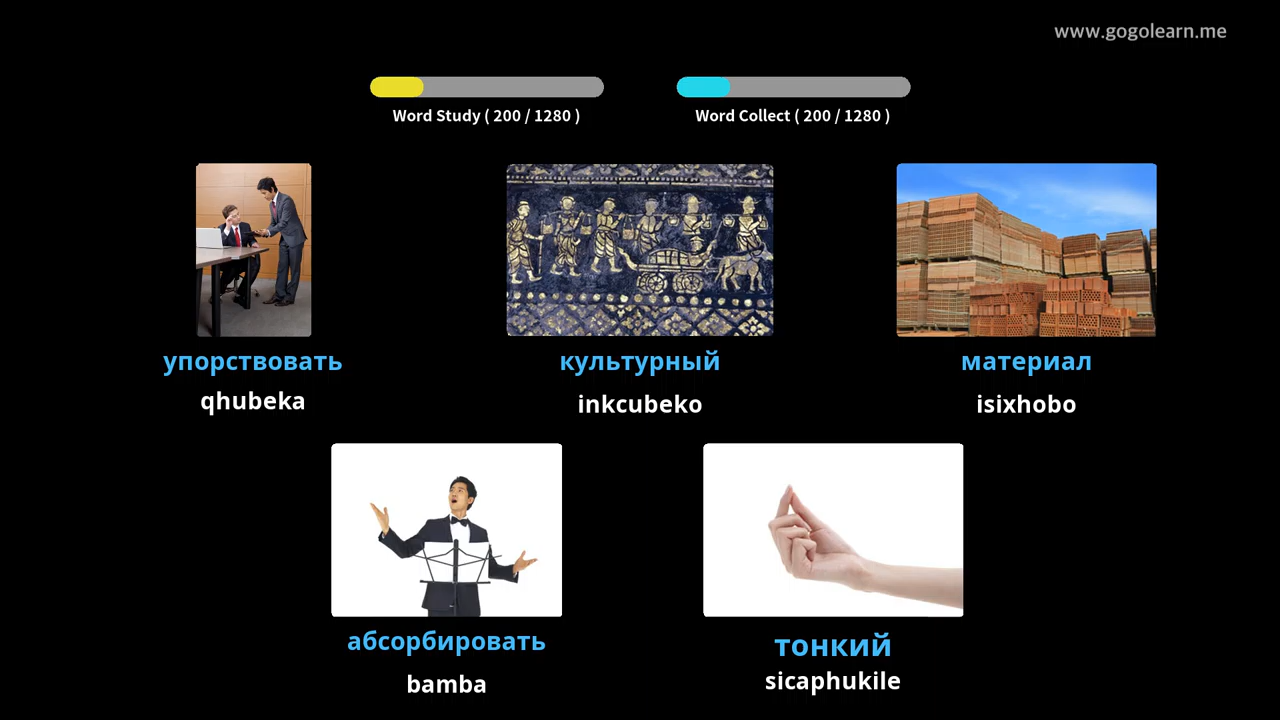 www.gogolearn.me
Word Study ( 200 / 1280 )
Word Collect ( 200 / 1280 )
упорствовать
qhubeka
культурный
inkcubeko
материал
isixhobo
абсорбировать
bamba
тонкий
sicaphukile